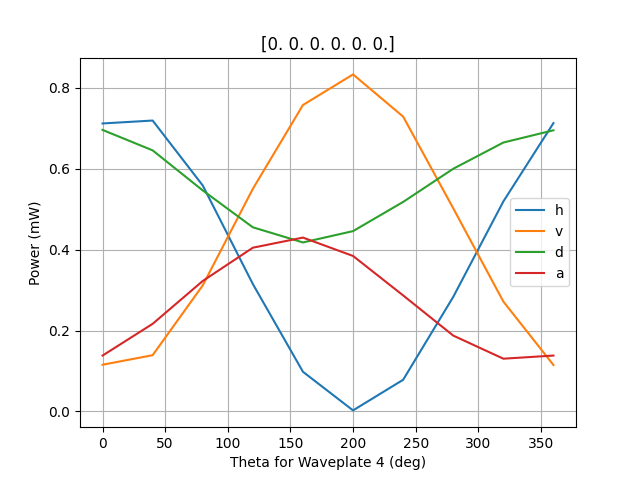 [0. 0. 0. 0. 0. 0.]
Power (mW)
0.8
0.6
0.4
0.2
0.0
h
v
d
a
0 50 100 150 200 250 300 350
Theta for Waveplate 4 (deg)